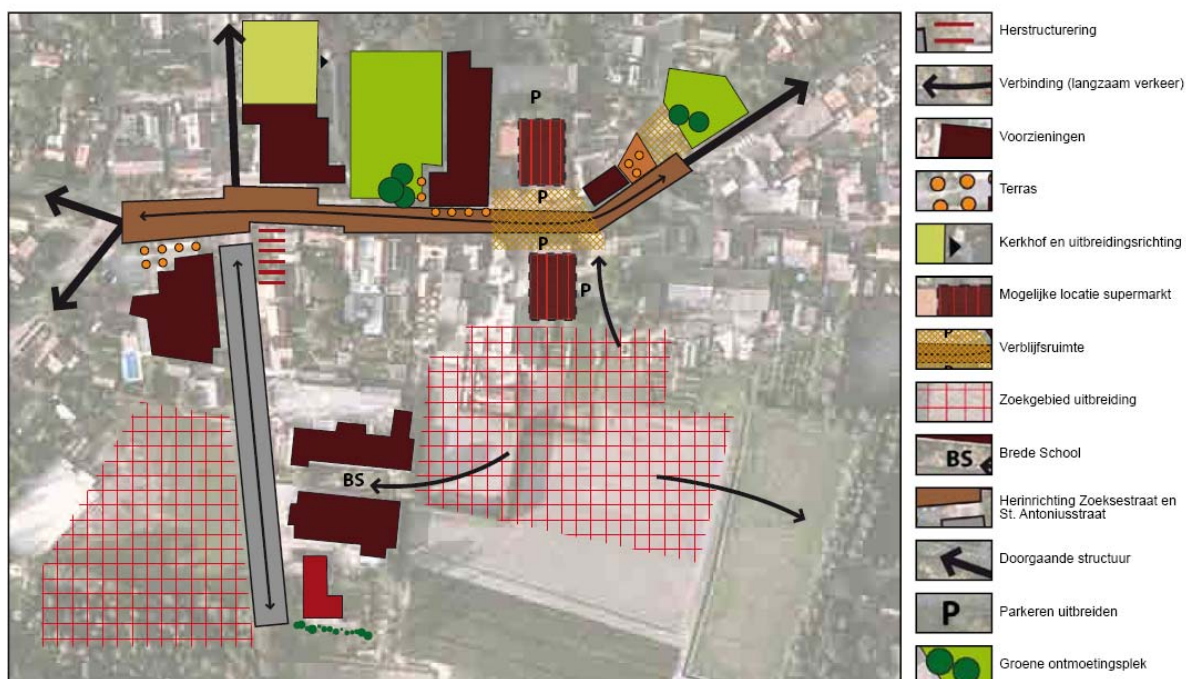 P
P
P
P
BS
Herstructurering
Verbinding (langzaam verkeer)
Voorzieningen
Terras
Kerkhof en uitbreidingsrichting
Mogelijke locatie supermarkt
Verblijfsruimte
Zoekgebied uitbreiding
BS
Brede School
Herinrichting Zoeksestraat en
St. Antoniusstraat
Doorgaande structuur
P
Parkeren uitbreiden
Groene ontmoetingsplek